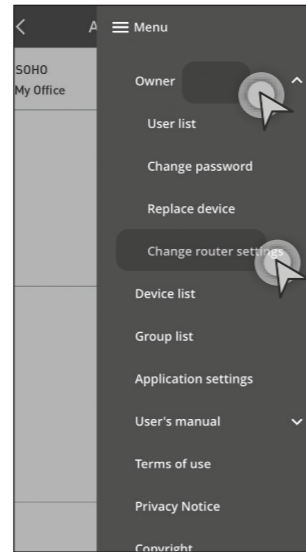 A
Menu
SOHO
My Office
Owner
User list
Change password
Replace device
Change router settings
Device list
Group list
Application settings
User's manual
Terms of use
Privacy Notice
Copyright